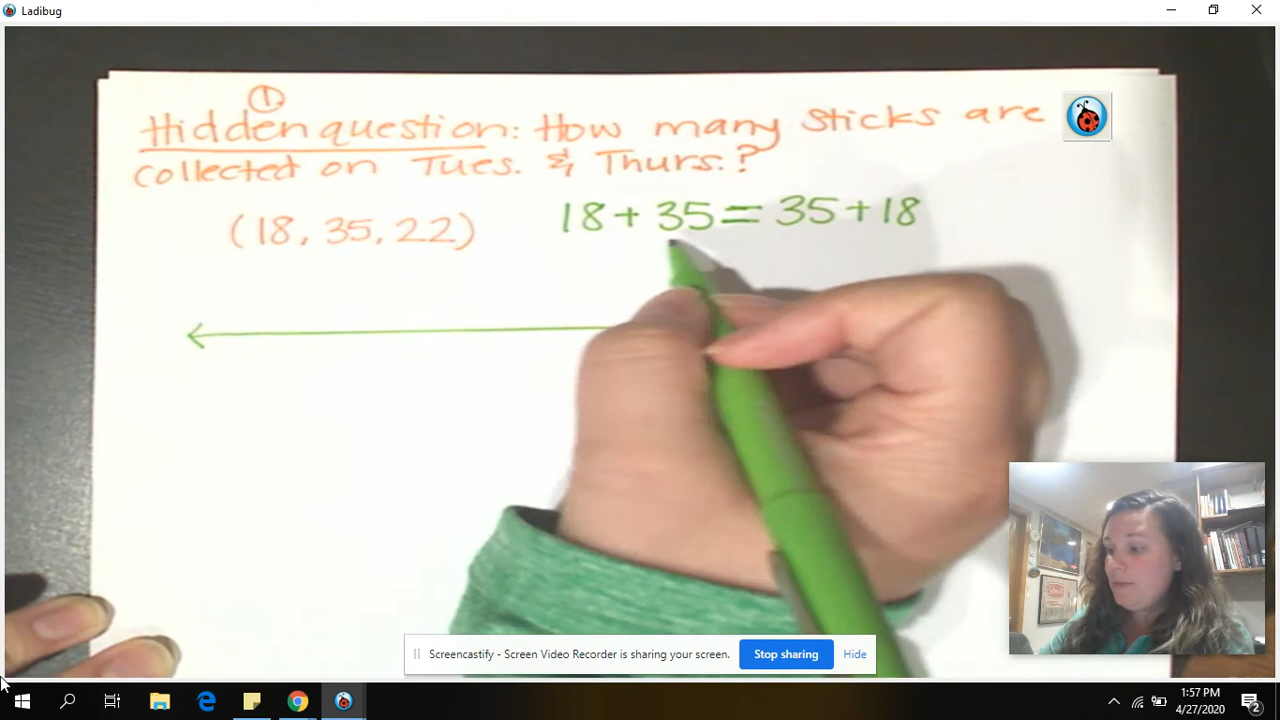 Ladibug
①
Hidden question: How many sticks are
collected on Tues. & Thurs.?
(18, 35, 22)
18 + 35 = 35 + 18
Screencastify - Screen Video Recorder is sharing your screen.
Stop sharing
Hide
1:57 PM
4/27/2020
2